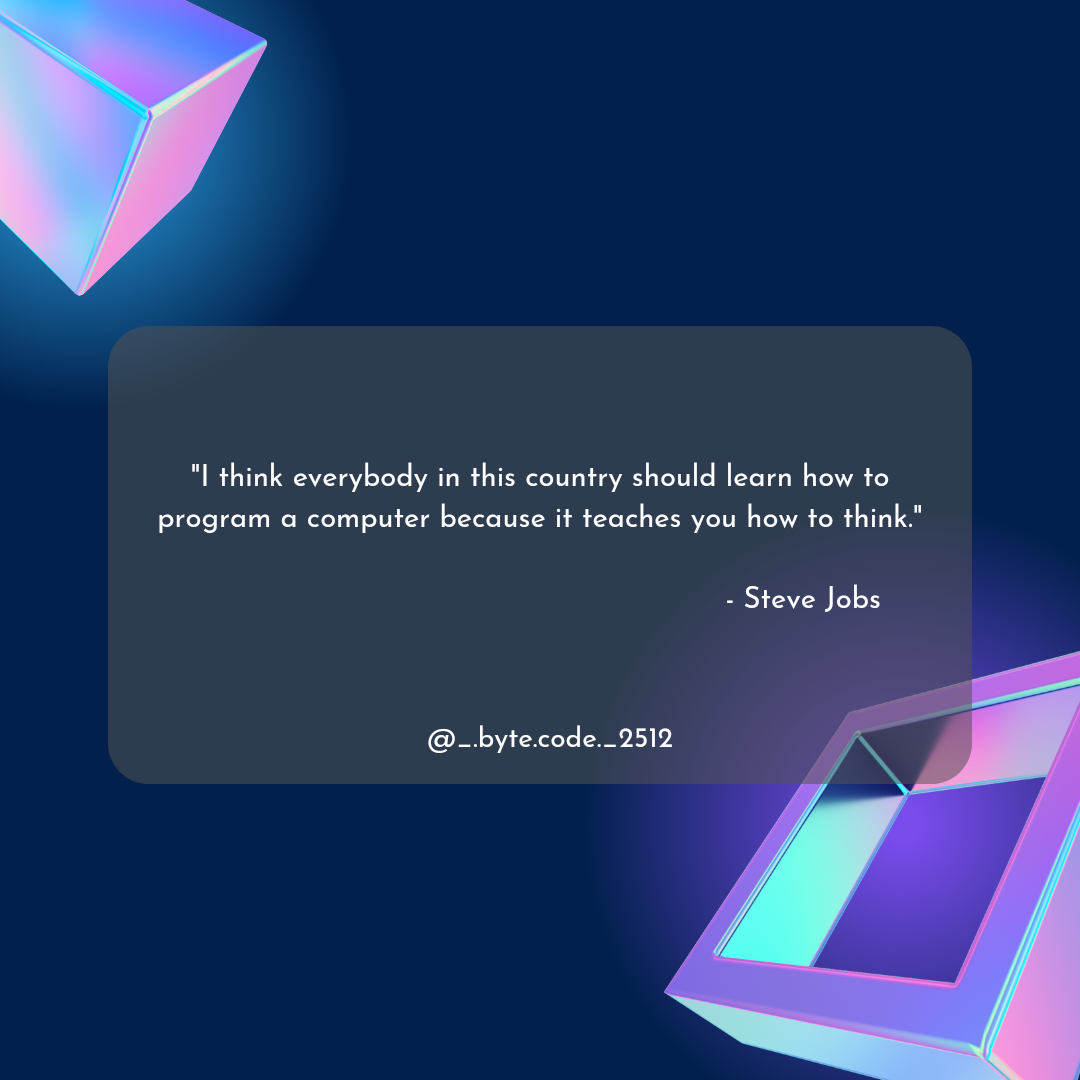 "I think everybody in this country should learn how to
program a computer because it teaches you how to think."
- Steve Jobs
@_.byte.code._2512